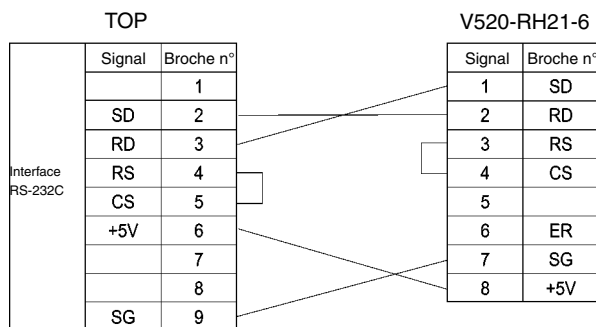 TOP V520-RH21-6
Signal Broche n° Signal Broche n°
1 1 SD
SD 2 2 RD
RD 3 3 RS
Interface RS-232C
RS 4 4 CS
CS 5 5
+5V 6 6 ER
7 7 SG
8 8 +5V
SG 9